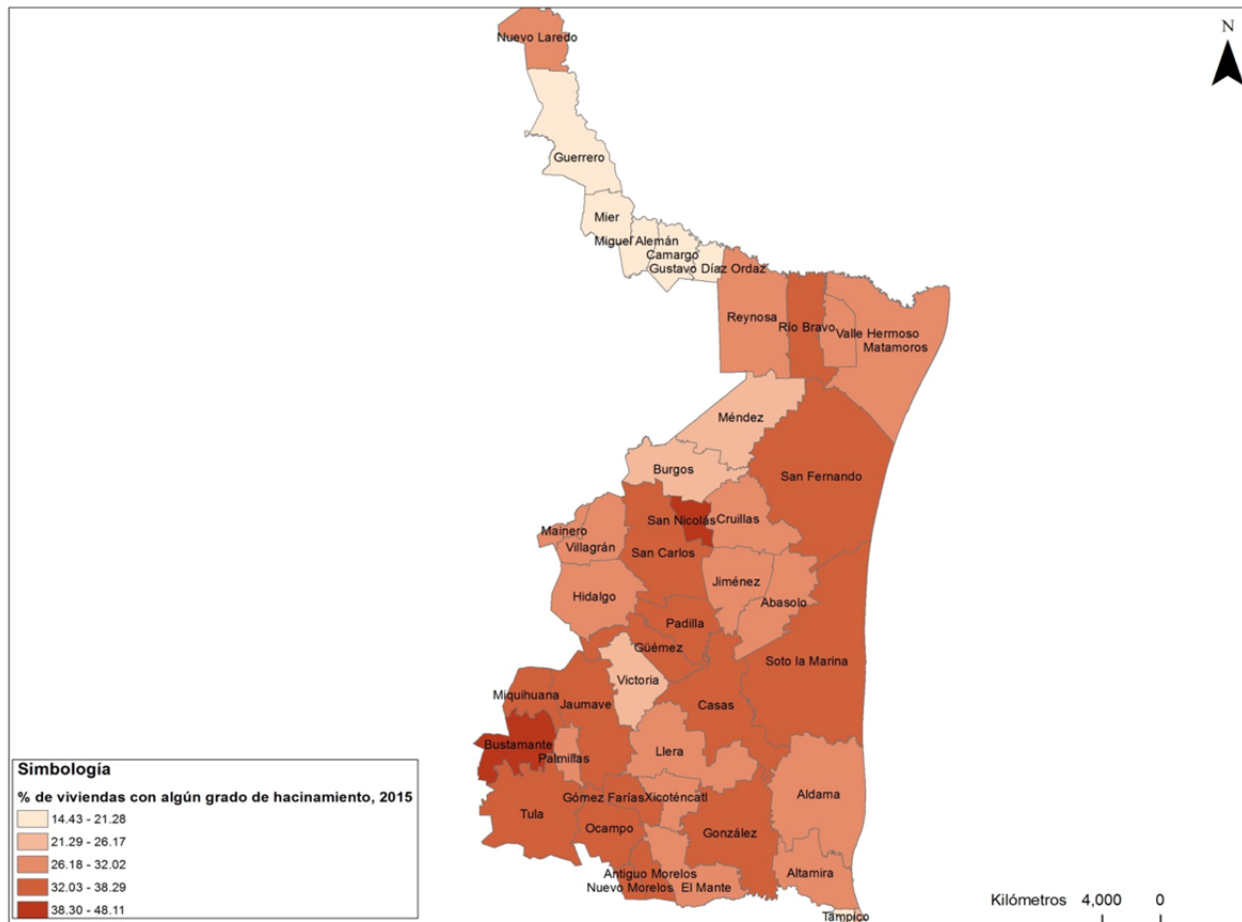 N
Nuevo Laredo
Guerrero
Mier
Miguel Alemán
Camargo
Gustavo Díaz Ordaz
Reynosa
Río Bravo
Valle Hermoso
Matamoros
Méndez
Burgos
San Fernando
San Nicolás
Cruillas
Mainero
Villagrán
San Carlos
Jiménez
Abasolo
Hidalgo
Padilla
Güémez
Soto la Marina
Victoria
Miquihuana
Jaumave
Casas
Bustamante
Palmillas
Llera
Aldama
Gómez Farías
Xicoténcatl
Tula
Ocampo
González
Antiguo Morelos
Nuevo Morelos
El Mante
Altamira
Tampico
Simbología
% de viviendas con algún grado de hacinamiento, 2015
14.43 - 21.28
21.29 - 26.17
26.18 - 32.02
32.03 - 38.29
38.30 - 48.11
Kilómetros 4,000 0